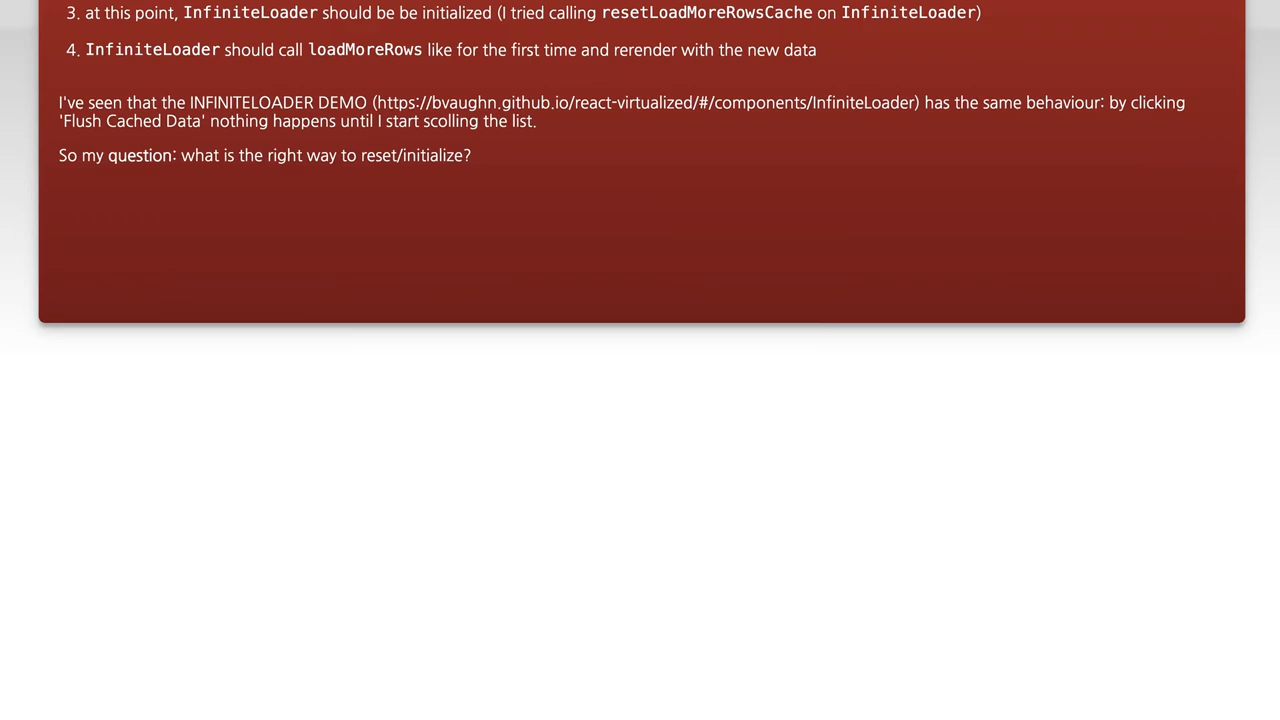 3. at this point, InfiniteLoader should be be initialized (I tried calling resetLoadMoreRowsCache on InfiniteLoader)
4. InfiniteLoader should call loadMoreRows like for the first time and rerender with the new data
I've seen that the INFINITELOADER DEMO (https://bvaughn.github.io/react-virtualized/#/components/InfiniteLoader) has the same behaviour: by clicking
'Flush Cached Data' nothing happens until I start scolling the list.
So my question: what is the right way to reset/initialize?